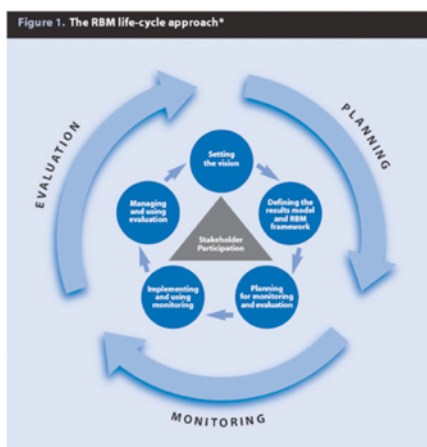 Figure 1. The RBM life-cycle approach*
EVALUATION
PLANNING
Setting
the vision
Managing
and using
evaluation
Defining the
results model
and RBM
framework
Stakeholder
Participation
Implementing
and using
monitoring
Planning
for monitoring
and evaluation
MONITORING